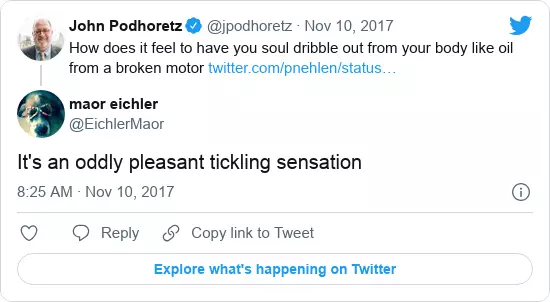 John Podhoretz @jpodhoretz · Nov 10, 2017
How does it feel to have you soul dribble out from your body like oil
from a broken motor twitter.com/pnehlen/status…
maor eichler
@EichlerMaor
It's an oddly pleasant tickling sensation
8:25 AM · Nov 10, 2017
Reply Copy link to Tweet
Explore what's happening on Twitter